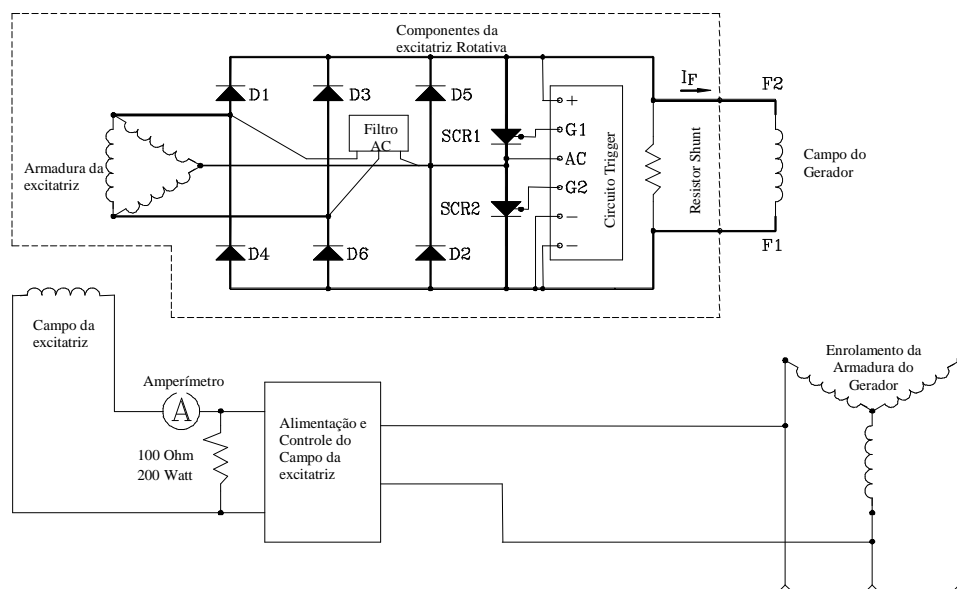 Componentes da
excitatriz Rotativa
I_F
F2
D1
D3
D5
+
Filtro
AC
SCR1
G1
AC
Armadura da
excitatriz
Circuito Trigger
Resistor Shunt
Campo do
Gerador
SCR2
G2
−
−
D4
D6
D2
F1
Campo da
excitatriz
Enrolamento da
Armadura do
Gerador
Amperímetro
A
Alimentação e
Controle do
Campo da
excitatriz
100 Ohm
200 Watt